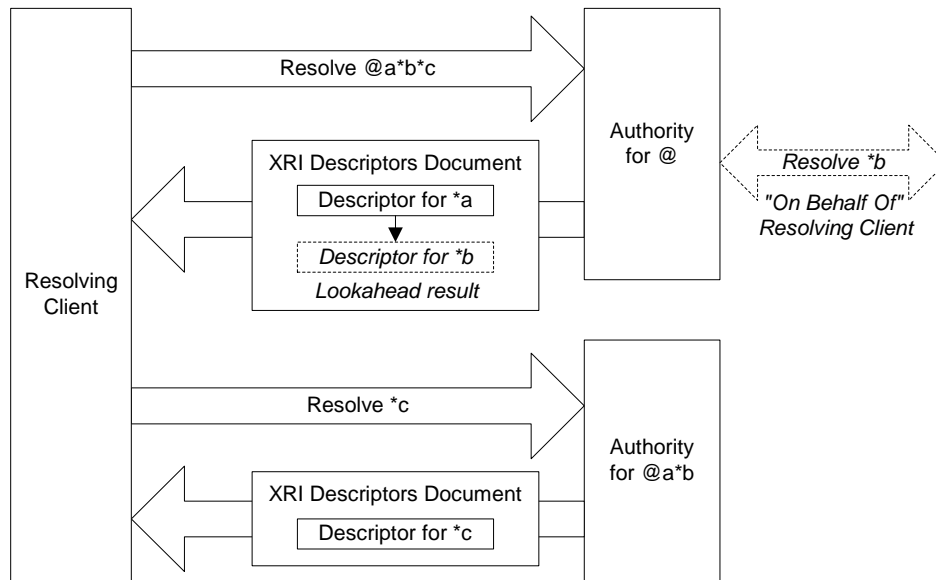 Resolve @a*b*c
XRI Descriptors Document
Descriptor for *a
Descriptor for *b
Lookahead result
Authority
for @
Resolve *b
"On Behalf Of"
Resolving Client
Resolving
Client
Resolve *c
XRI Descriptors Document
Descriptor for *c
Authority
for @a*b